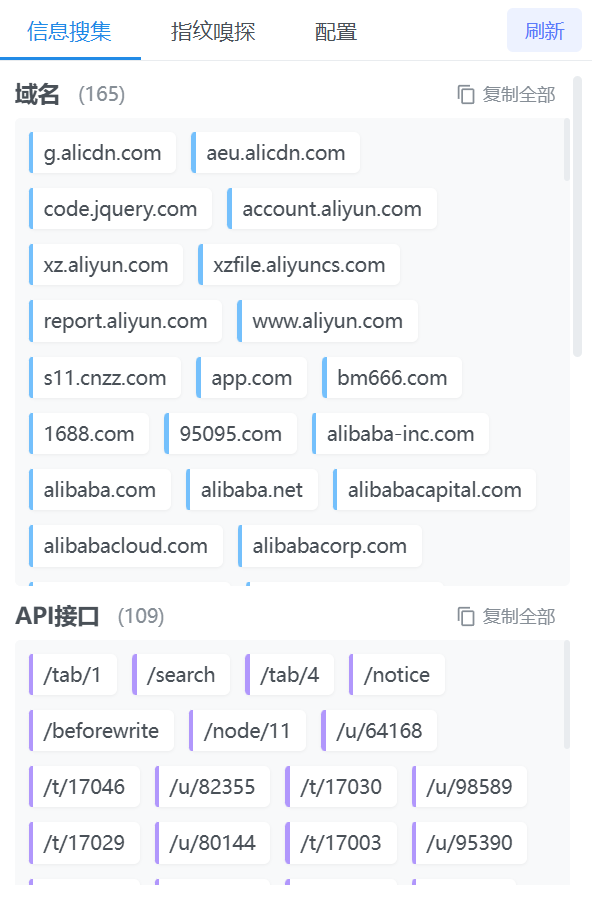 信息搜集 指纹嗅探 配置 刷新
域名 (165) 复制全部
g.alicdn.com aeu.alicdn.com
code.jquery.com account.aliyun.com
xz.aliyun.com xzfile.aliyuncs.com
report.aliyun.com www.aliyun.com
s11.cnzz.com app.com bm666.com
1688.com 95095.com alibaba-inc.com
alibaba.com alibaba.net alibabacapital.com
alibabacloud.com alibabacorp.com
API接口 (109) 复制全部
/tab/1 /search /tab/4 /notice
/beforewrite /node/11 /u/64168
/t/17046 /u/82355 /t/17030 /u/98589
/t/17029 /u/80144 /t/17003 /u/95390